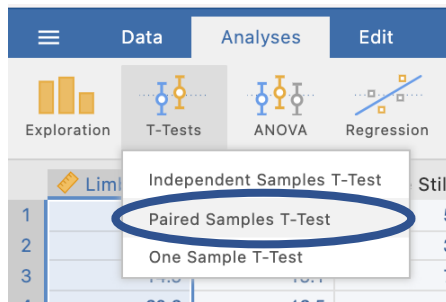 Data Analyses Edit
Exploration T-Tests ANOVA Regression
Independent Samples T-Test
Paired Samples T-Test
One Sample T-Test
Limb
1
2
3